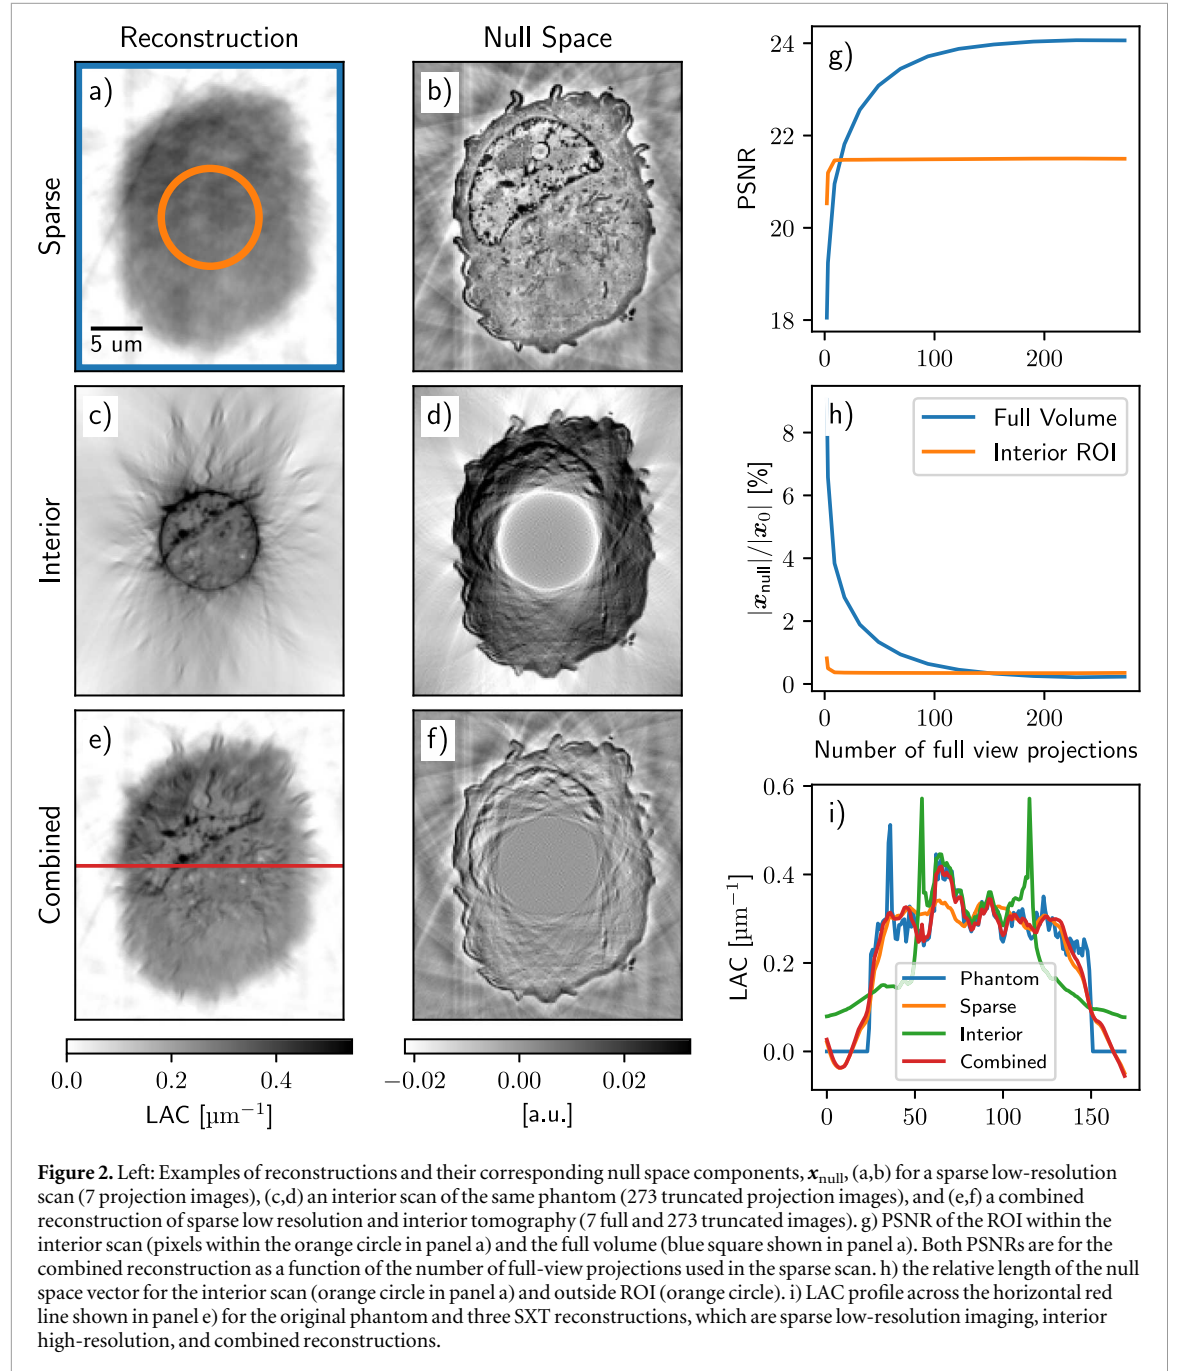 Reconstruction
Null Space
Sparse
Interior
Combined
a)
5 um
b)
c)
d)
e)
f)
0.0 0.2 0.4
LAC [µm⁻¹]
−0.02 0.00 0.02
[a.u.]
g)
PSNR
24
22
20
18
0 100 200
h)
Full Volume
Interior ROI
|x_null|/|x_0| [%]
8
6
4
2
0
0 100 200
Number of full view projections
i)
LAC [µm⁻¹]
0.6
0.4
0.2
0.0
Phantom
Sparse
Interior
Combined
0 50 100 150
Figure 2. Left: Examples of reconstructions and their corresponding null space components, x_null, (a,b) for a sparse low-resolution
scan (7 projection images), (c,d) an interior scan of the same phantom (273 truncated projection images), and (e,f) a combined
reconstruction of sparse low resolution and interior tomography (7 full and 273 truncated images). g) PSNR of the ROI within the
interior scan (pixels within the orange circle in panel a) and the full volume (blue square shown in panel a). Both PSNRs are for the
combined reconstruction as a function of the number of full-view projections used in the sparse scan. h) the relative length of the null
space vector for the interior scan (orange circle in panel a) and outside ROI (orange circle). i) LAC profile across the horizontal red
line shown in panel e) for the original phantom and three SXT reconstructions, which are sparse low-resolution imaging, interior
high-resolution, and combined reconstructions.